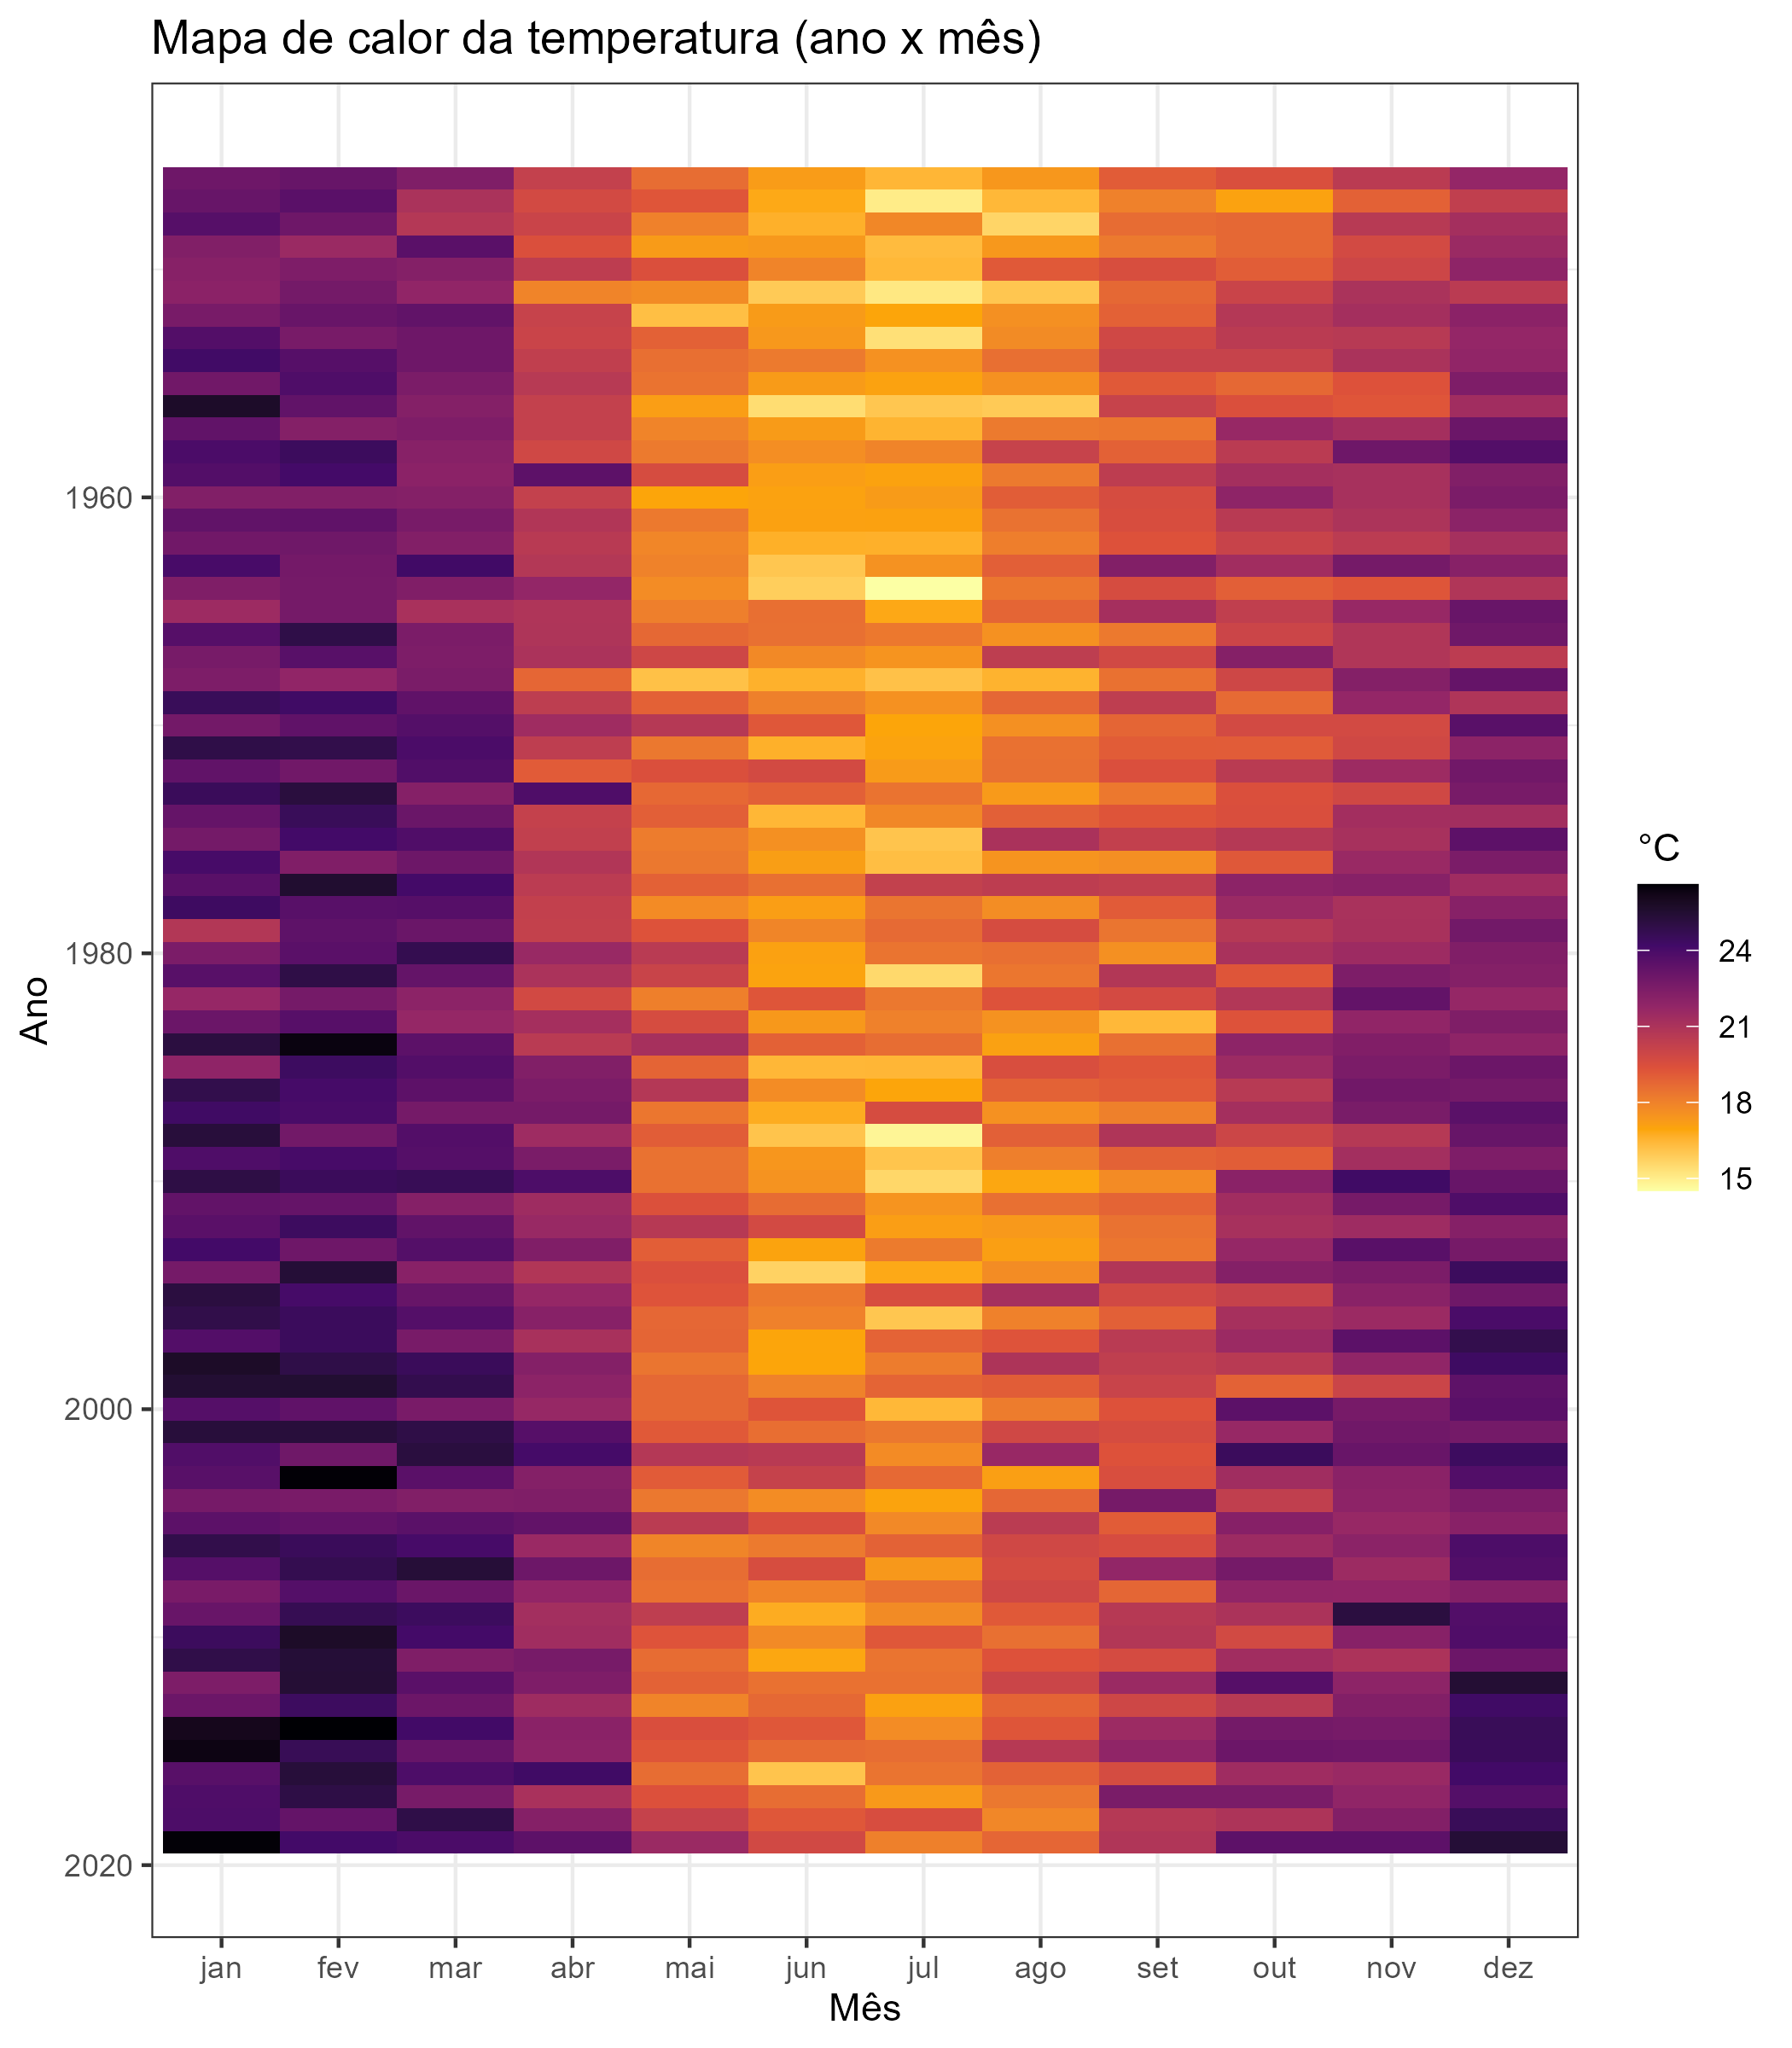 Mapa de calor da temperatura (ano x mês)
Ano
1960
1980
2000
2020
jan fev mar abr mai jun jul ago set out nov dez
Mês
°C
24
21
18
15